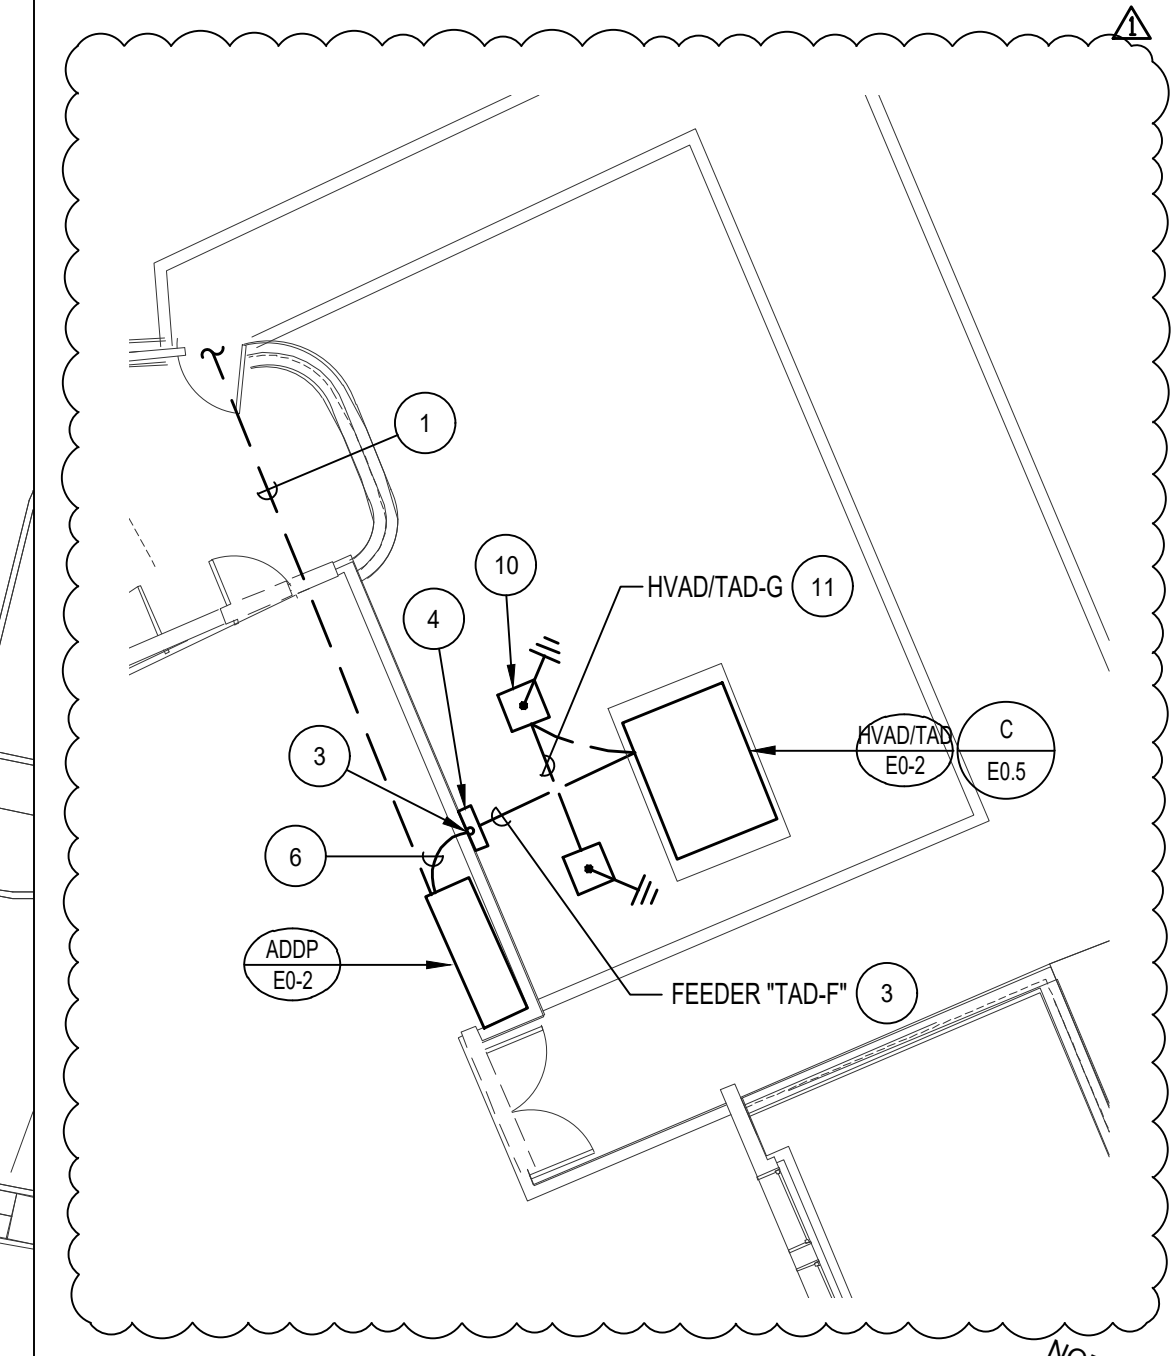 1
1
10
HVAD/TAD-G 11
4
HVAD/TAD
E0-2
C
E0.5
3
6
ADDP
E0-2
FEEDER "TAD-F" 3